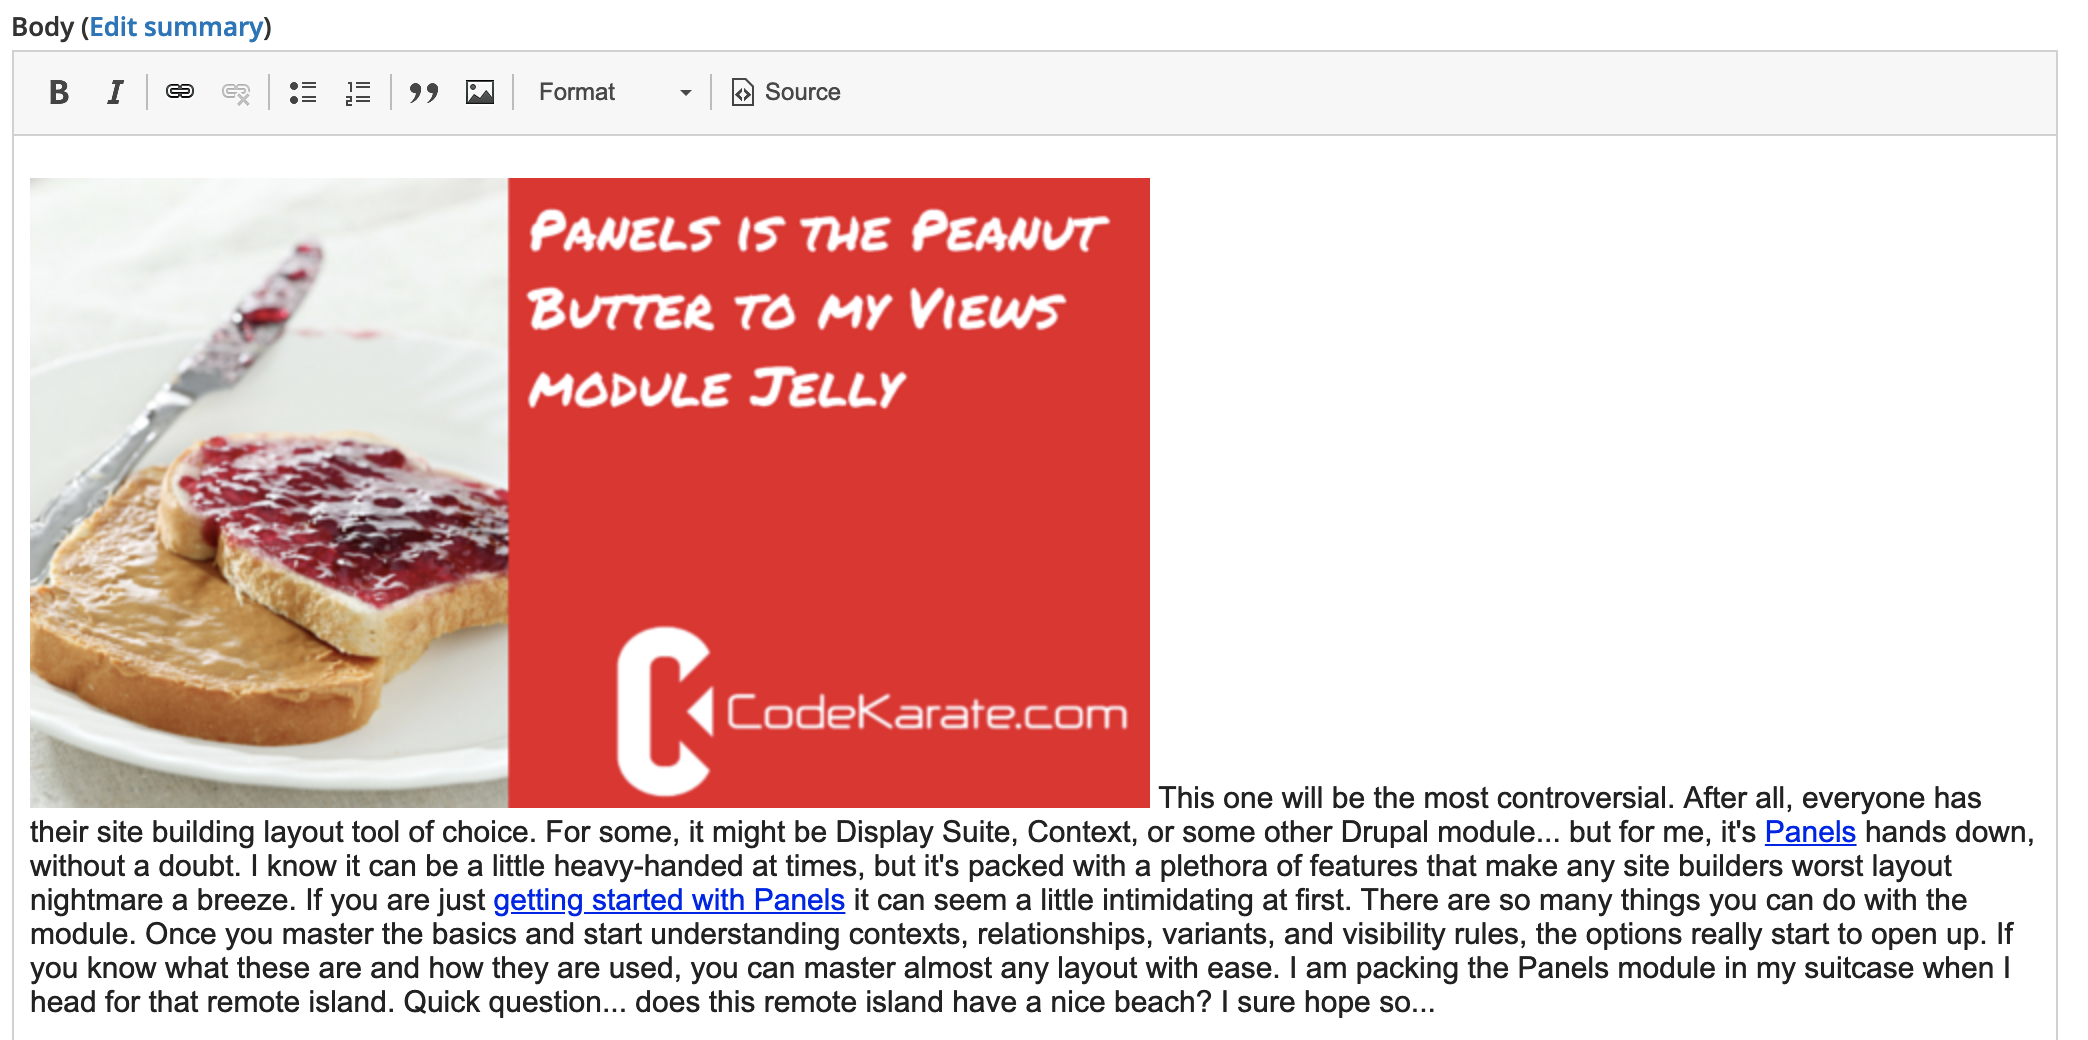 Body (Edit summary)
B I Format Source
PANELS IS THE PEANUT
BUTTER TO MY VIEWS
MODULE JELLY
CodeKarate.com
This one will be the most controversial. After all, everyone has
their site building layout tool of choice. For some, it might be Display Suite, Context, or some other Drupal module... but for me, it's Panels hands down,
without a doubt. I know it can be a little heavy-handed at times, but it's packed with a plethora of features that make any site builders worst layout
nightmare a breeze. If you are just getting started with Panels it can seem a little intimidating at first. There are so many things you can do with the
module. Once you master the basics and start understanding contexts, relationships, variants, and visibility rules, the options really start to open up. If
you know what these are and how they are used, you can master almost any layout with ease. I am packing the Panels module in my suitcase when I
head for that remote island. Quick question... does this remote island have a nice beach? I sure hope so...